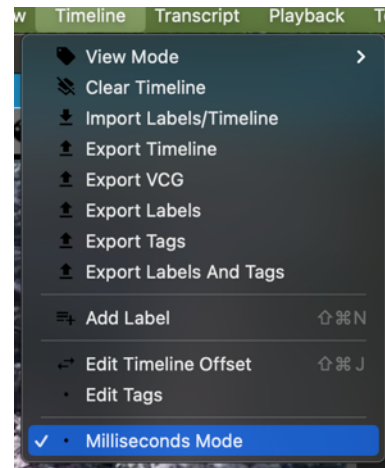 Timeline Transcript Playback
View Mode
Clear Timeline
Import Labels/Timeline
Export Timeline
Export VCG
Export Labels
Export Tags
Export Labels And Tags
Add Label ⇧⌘N
Edit Timeline Offset ⇧⌘J
Edit Tags
Milliseconds Mode